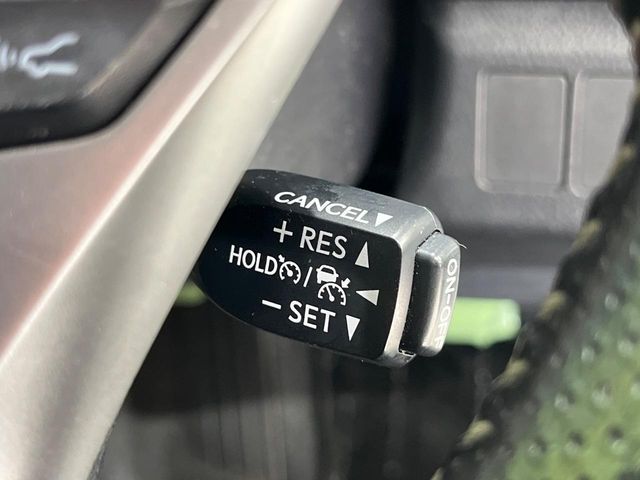 CANCEL▼
+RES▲
HOLD / ◀
−SET▼
ON-OFF